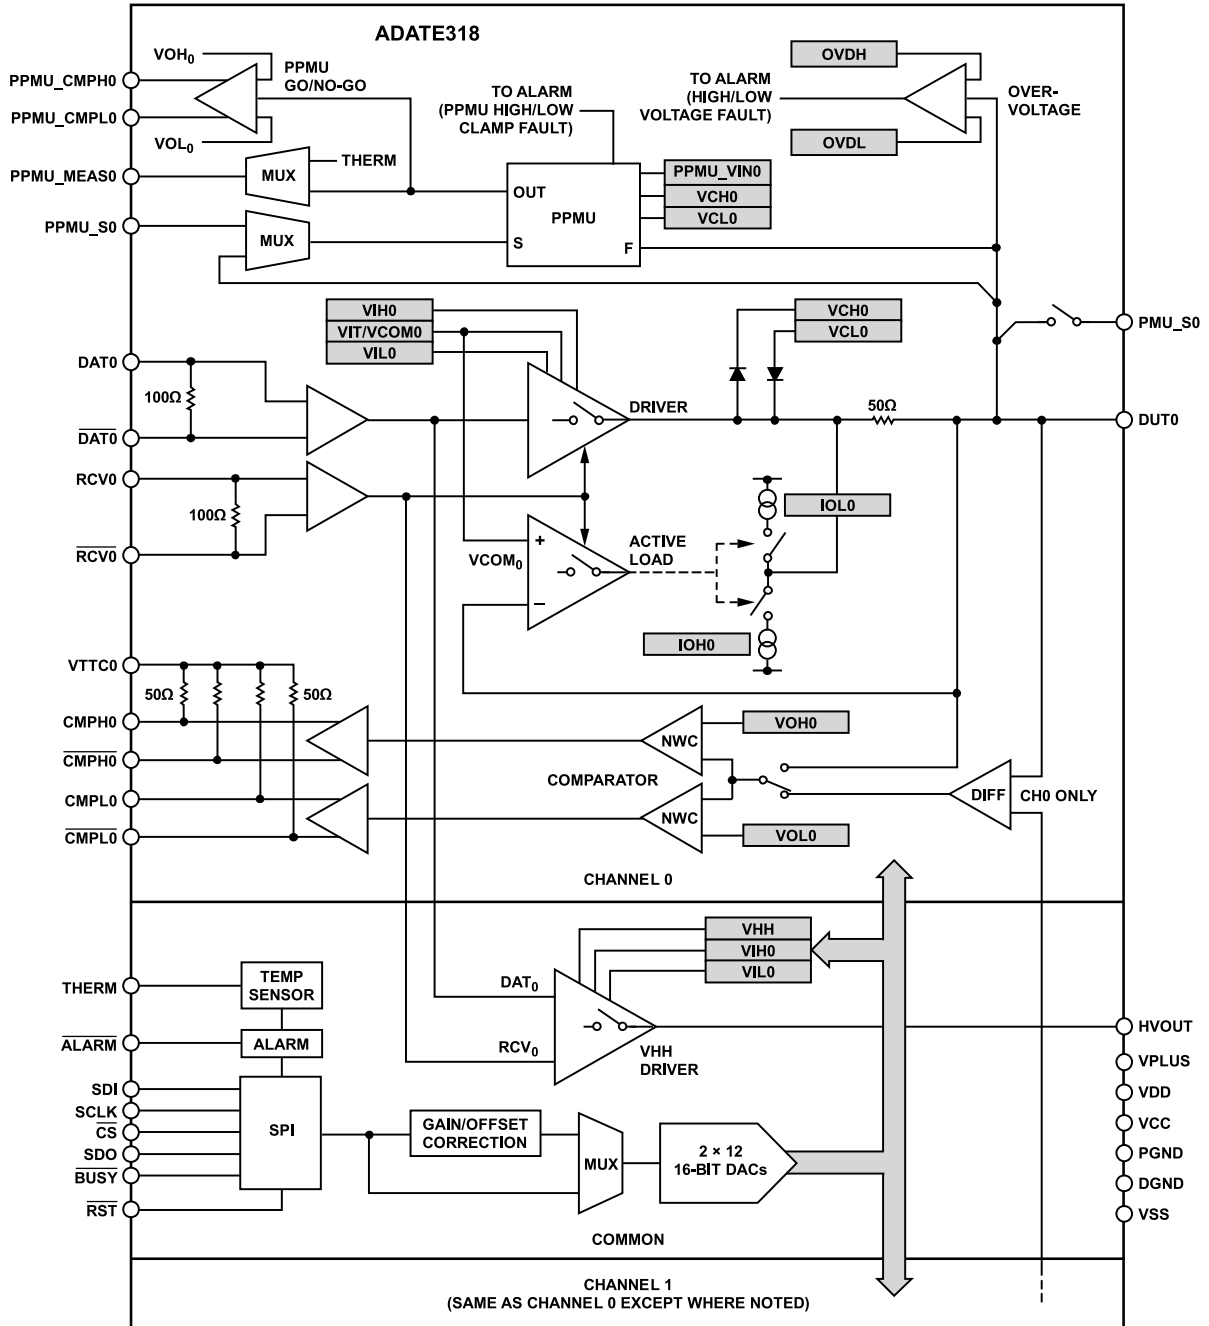 ADATE318
VOH0
PPMU
GO/NO-GO
PPMU_CMPH0
PPMU_CMPL0
VOL0
THERM
MUX
PPMU_MEAS0
PPMU_S0
MUX
TO ALARM
(PPMU HIGH/LOW
CLAMP FAULT)
OUT
PPMU
S
F
PPMU_VIN0
VCH0
VCL0
TO ALARM
(HIGH/LOW
VOLTAGE FAULT)
OVDH
OVER-
VOLTAGE
OVDL
VIH0
VIT/VCOM0
VIL0
VCH0
VCL0
PMU_S0
DAT0
100Ω
DAT0
DRIVER
50Ω
DUT0
RCV0
100Ω
RCV0
VCOM0
+
−
ACTIVE
LOAD
IOL0
IOH0
VTTC0
50Ω
50Ω
CMPH0
CMPH0
CMPL0
CMPL0
NWC
COMPARATOR
NWC
VOH0
VOL0
DIFF
CH0 ONLY
CHANNEL 0
VHH
VIH0
VIL0
DAT0
RCV0
VHH
DRIVER
THERM
TEMP
SENSOR
ALARM
ALARM
SDI
SCLK
CS
SDO
BUSY
RST
SPI
GAIN/OFFSET
CORRECTION
MUX
2 × 12
16-BIT DACs
HVOUT
VPLUS
VDD
VCC
PGND
DGND
VSS
COMMON
CHANNEL 1
(SAME AS CHANNEL 0 EXCEPT WHERE NOTED)